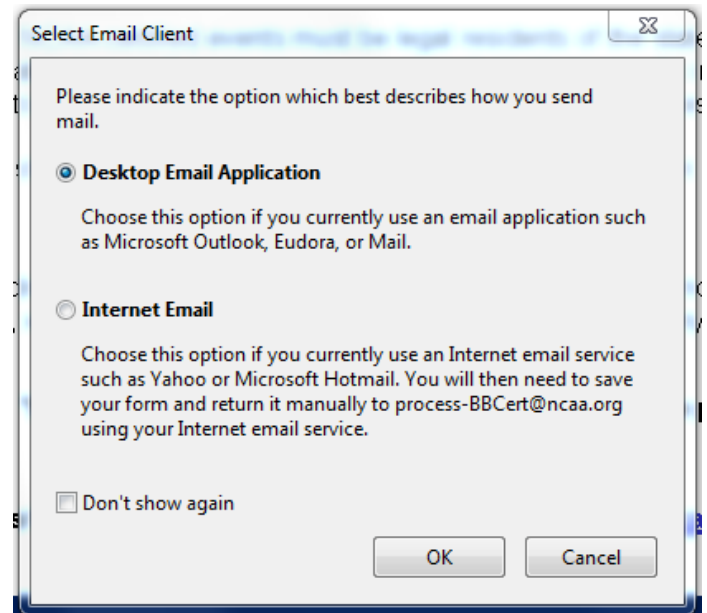 Select Email Client
Please indicate the option which best describes how you send
mail.
Desktop Email Application
Choose this option if you currently use an email application such
as Microsoft Outlook, Eudora, or Mail.
Internet Email
Choose this option if you currently use an Internet email service
such as Yahoo or Microsoft Hotmail. You will then need to save
your form and return it manually to process-BBCert@ncaa.org
using your Internet email service.
Don't show again
OK
Cancel